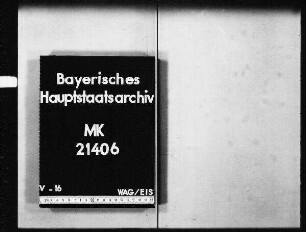 Bayerisches
Hauptstaatsarchiv
MK
21406
V - 16
WAG/EIS